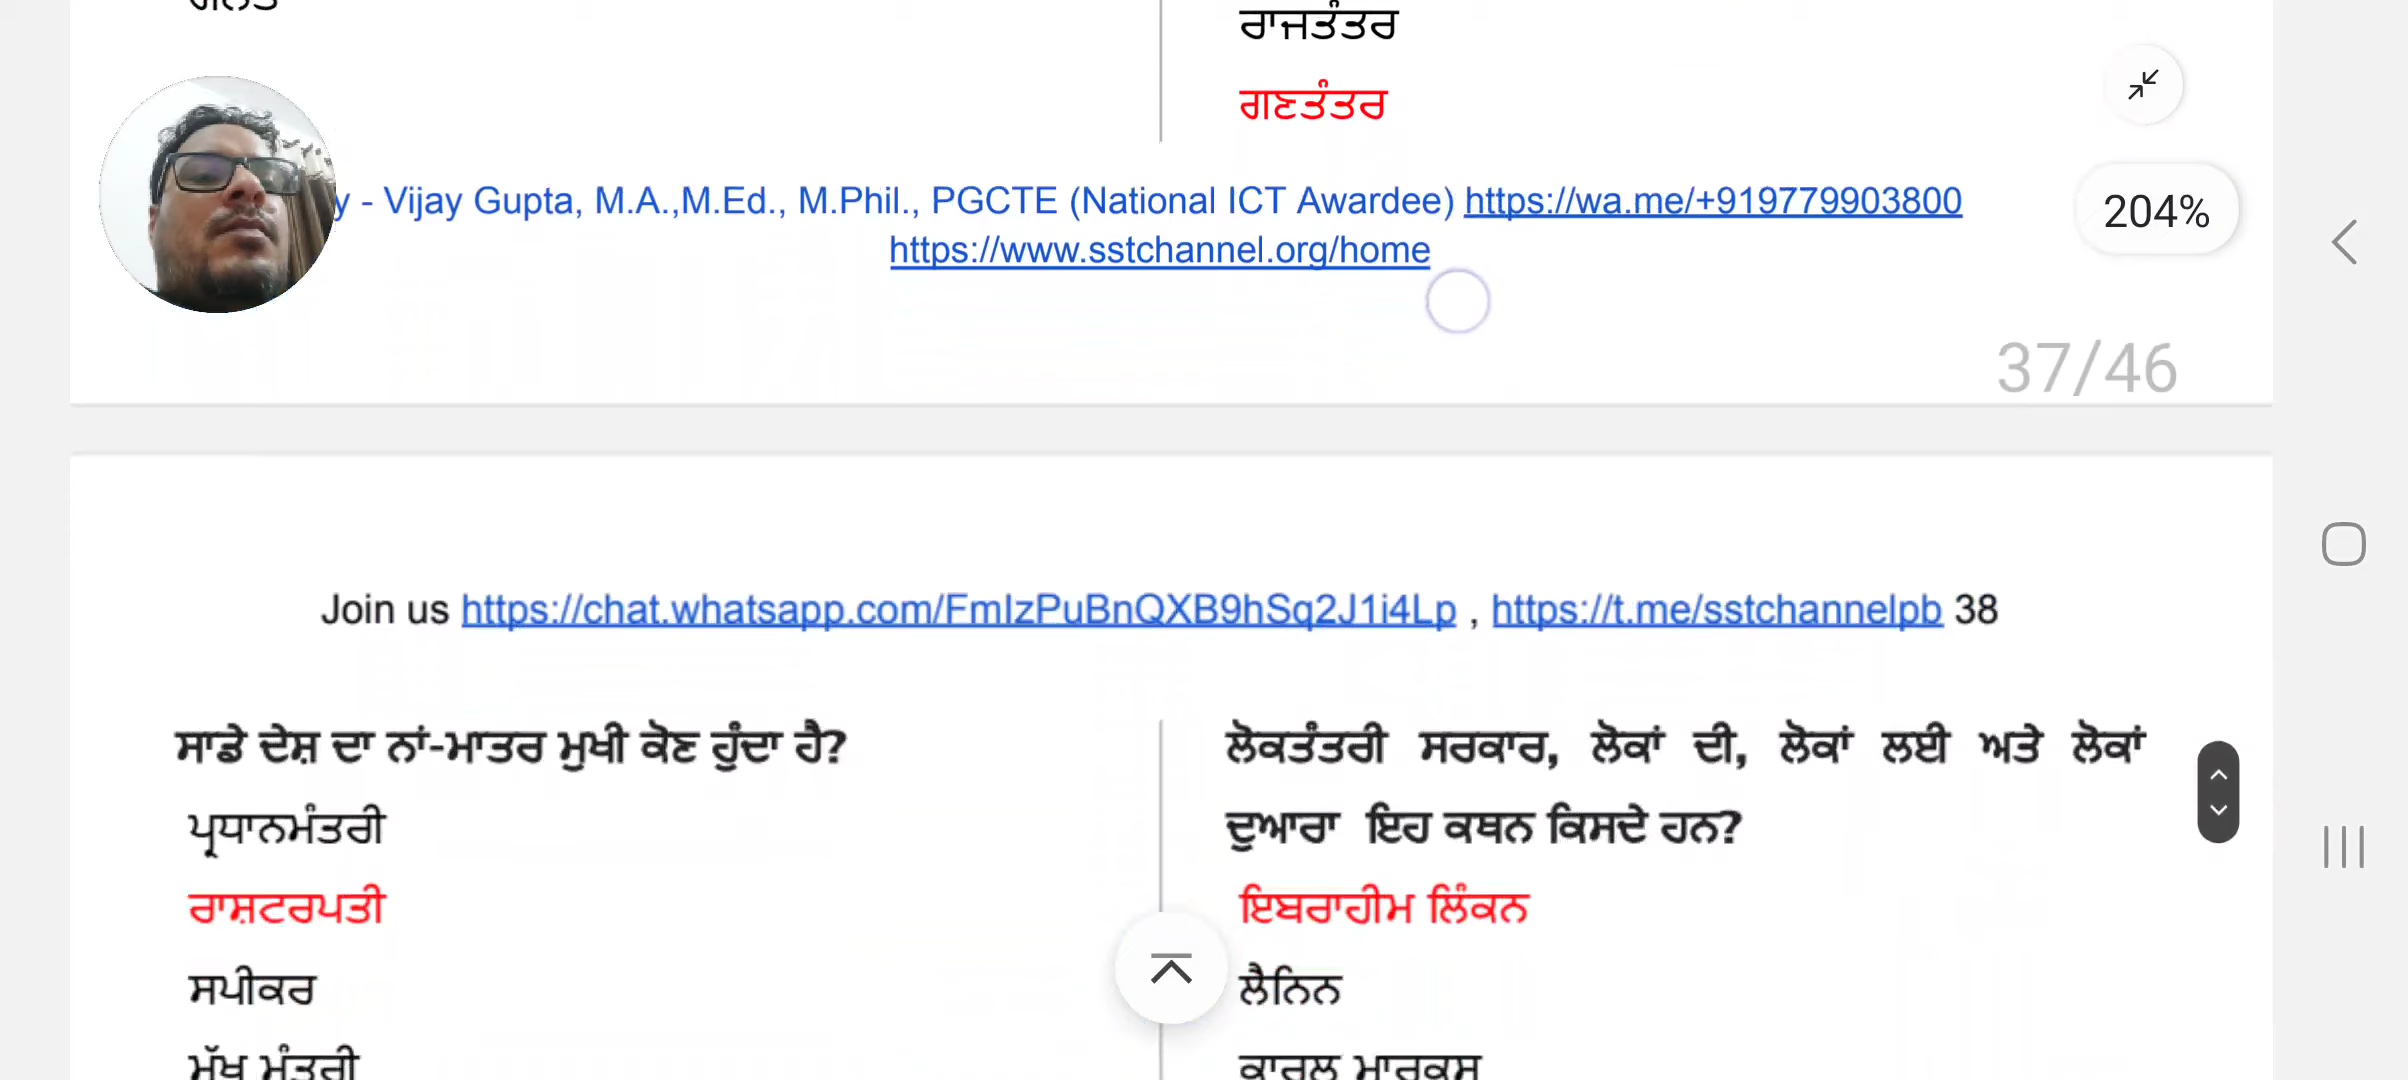 ਰਾਜਤੰਤਰ
ਗਣਤੰਤਰ
y - Vijay Gupta, M.A.,M.Ed., M.Phil., PGCTE (National ICT Awardee) https://wa.me/+919779903800
https://www.sstchannel.org/home
204%
37/46
Join us https://chat.whatsapp.com/FmIzPuBnQXB9hSq2J1i4Lp , https://t.me/sstchannelpb 38
ਸਾਡੇ ਦੇਸ਼ ਦਾ ਨਾਂ-ਮਾਤਰ ਮੁਖੀ ਕੋਣ ਹੁੰਦਾ ਹੈ?
ਪ੍ਰਧਾਨਮੰਤਰੀ
ਰਾਸ਼ਟਰਪਤੀ
ਸਪੀਕਰ
ਮੁੱਖ ਮੰਤਰੀ
ਲੋਕਤੰਤਰੀ ਸਰਕਾਰ, ਲੋਕਾਂ ਦੀ, ਲੋਕਾਂ ਲਈ ਅਤੇ ਲੋਕਾਂ
ਦੁਆਰਾ ਇਹ ਕਥਨ ਕਿਸਦੇ ਹਨ?
ਇਬਰਾਹੀਮ ਲਿੰਕਨ
ਲੈਨਿਨ
ਕਾਰਲ ਮਾਰਕਸ